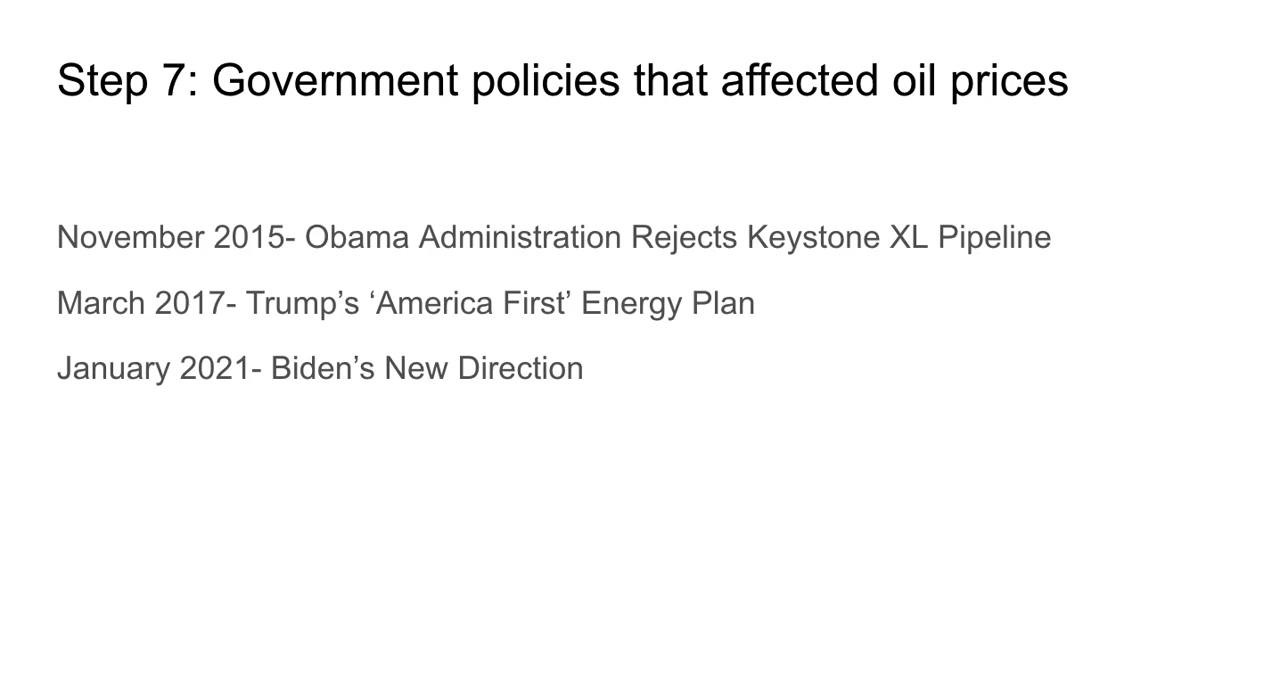 Step 7: Government policies that affected oil prices
November 2015- Obama Administration Rejects Keystone XL Pipeline
March 2017- Trump’s ‘America First’ Energy Plan
January 2021- Biden’s New Direction